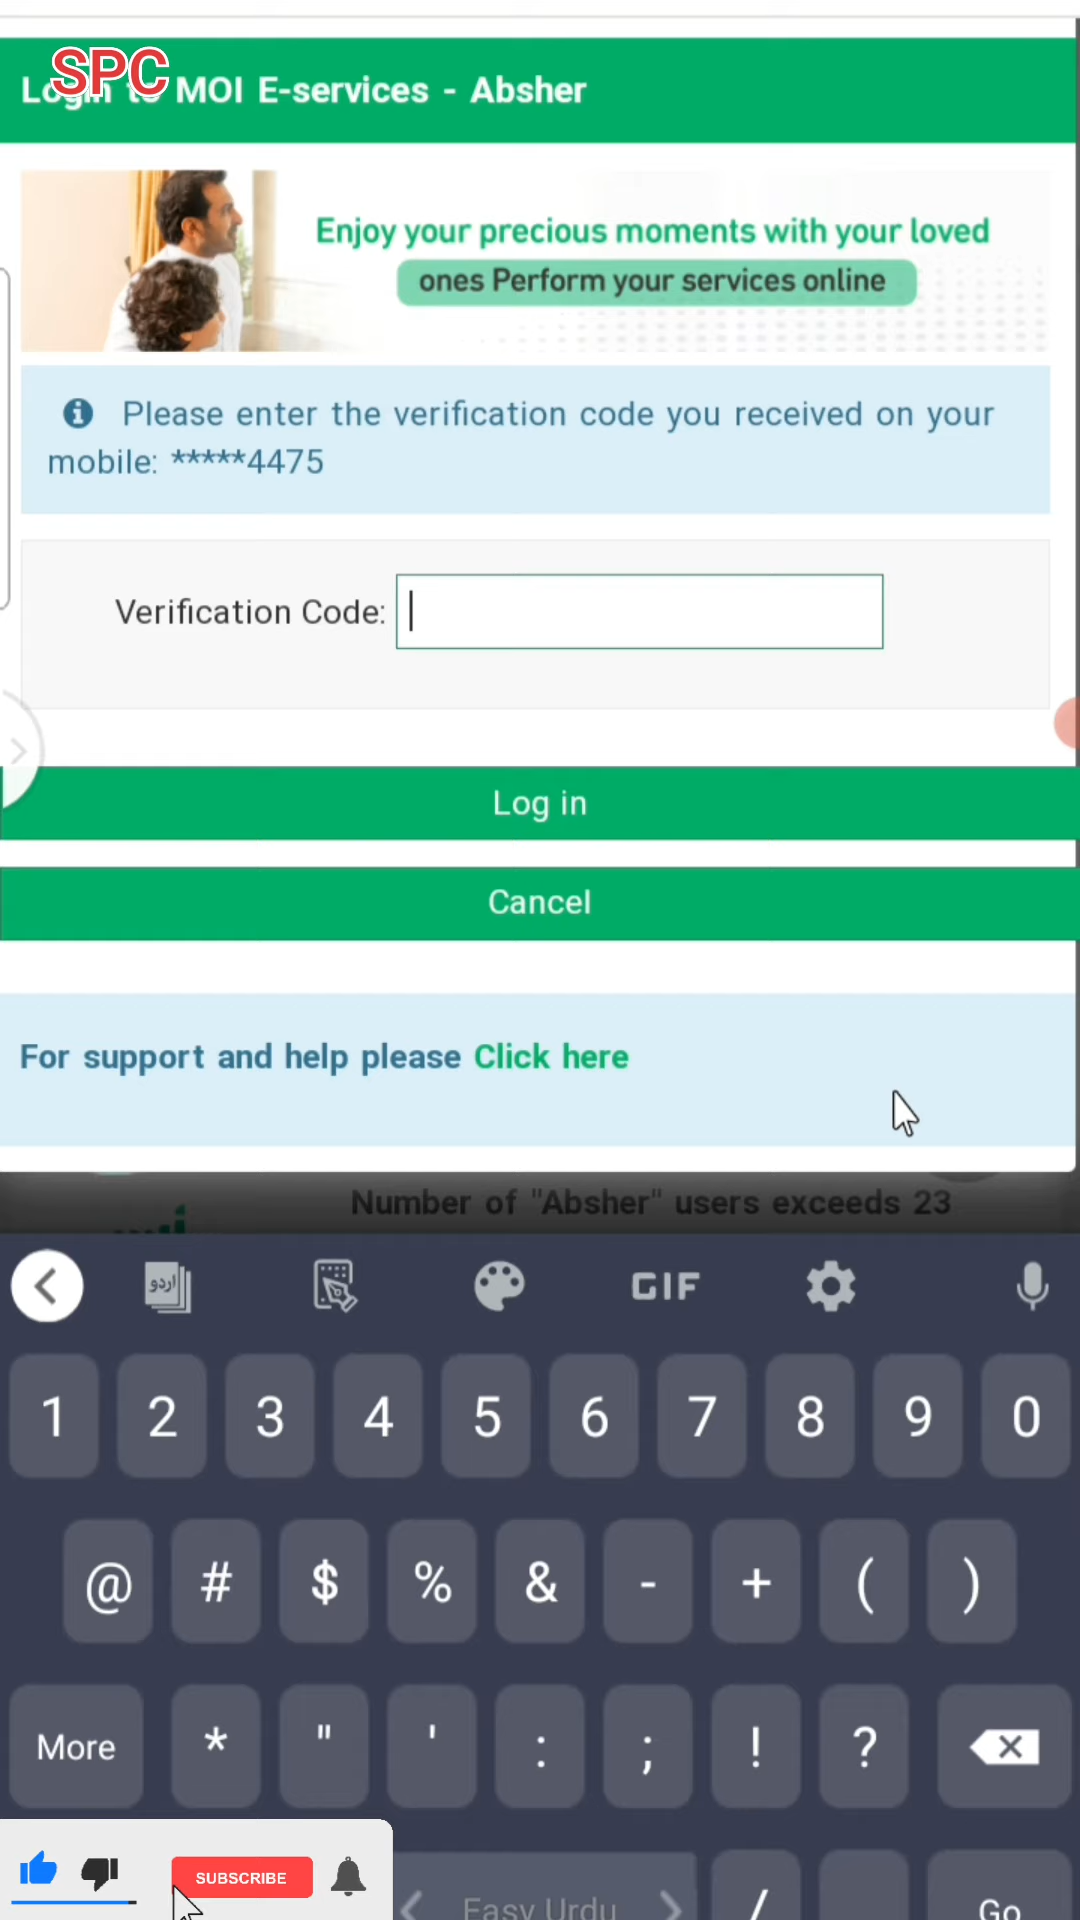 SPC
Login to MOI E-services - Absher
Enjoy your precious moments with your loved
ones Perform your services online
Please enter the verification code you received on your
mobile: *****4475
Verification Code:
Log in
Cancel
For support and help please Click here
Number of "Absher" users exceeds 23
اردو GIF
1 2 3 4 5 6 7 8 9 0
@ # $ % & - + ( )
More * " ' : ; ! ?
SUBSCRIBE
Easy Urdu / Go